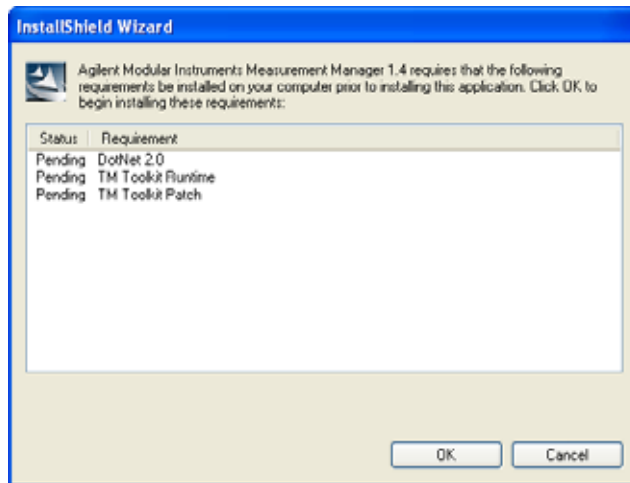 InstallShield Wizard
Agilent Modular Instruments Measurement Manager 1.4 requires that the following
requirements be installed on your computer prior to installing this application. Click OK to
begin installing these requirements:
Status Requirement
Pending DotNet 2.0
Pending TM Toolkit Runtime
Pending TM Toolkit Patch
OK Cancel